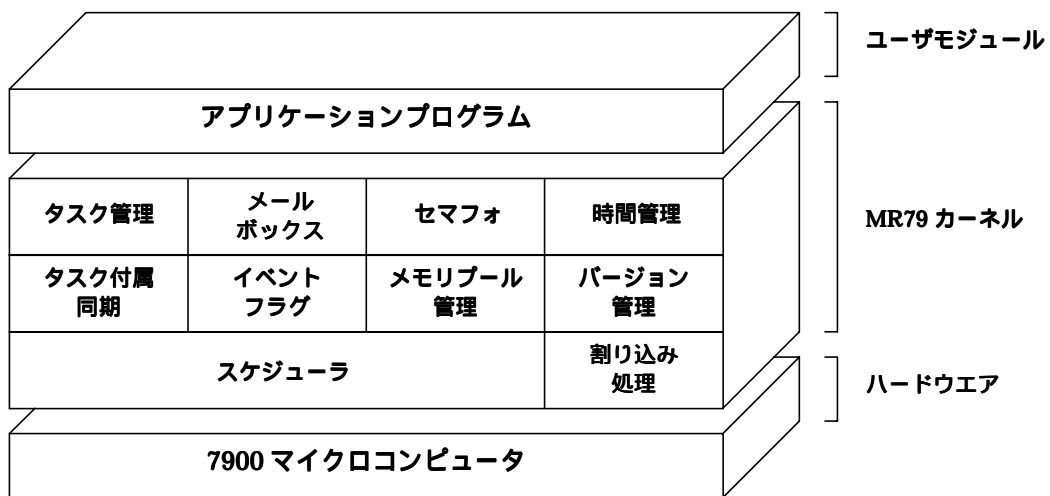 ユーザモジュール
アプリケーションプログラム
タスク管理
メール
ボックス
セマフォ
時間管理
MR79 カーネル
タスク付属
同期
イベント
フラグ
メモリプール
管理
バージョン
管理
スケジューラ
割り込み
処理
ハードウエア
7900 マイクロコンピュータ